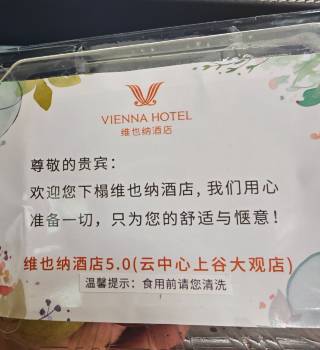 VIENNA HOTEL
维也纳酒店
尊敬的贵宾：
欢迎您下榻维也纳酒店，我们用心
准备一切，只为您的舒适与惬意！
维也纳酒店5.0(云中心上谷大观店)
温馨提示：食用前请您清洗